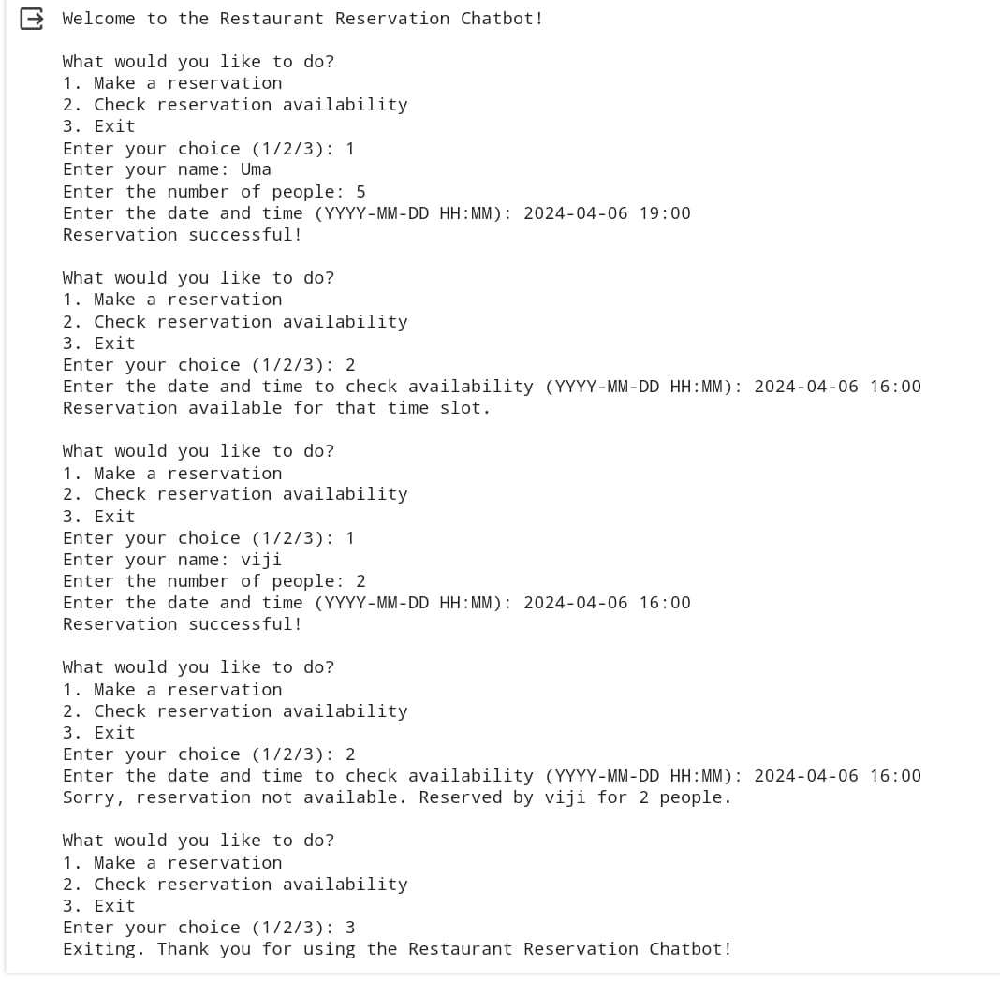 Welcome to the Restaurant Reservation Chatbot!
What would you like to do?
1. Make a reservation
2. Check reservation availability
3. Exit
Enter your choice (1/2/3): 1
Enter your name: Uma
Enter the number of people: 5
Enter the date and time (YYYY-MM-DD HH:MM): 2024-04-06 19:00
Reservation successful!
What would you like to do?
1. Make a reservation
2. Check reservation availability
3. Exit
Enter your choice (1/2/3): 2
Enter the date and time to check availability (YYYY-MM-DD HH:MM): 2024-04-06 16:00
Reservation available for that time slot.
What would you like to do?
1. Make a reservation
2. Check reservation availability
3. Exit
Enter your choice (1/2/3): 1
Enter your name: viji
Enter the number of people: 2
Enter the date and time (YYYY-MM-DD HH:MM): 2024-04-06 16:00
Reservation successful!
What would you like to do?
1. Make a reservation
2. Check reservation availability
3. Exit
Enter your choice (1/2/3): 2
Enter the date and time to check availability (YYYY-MM-DD HH:MM): 2024-04-06 16:00
Sorry, reservation not available. Reserved by viji for 2 people.
What would you like to do?
1. Make a reservation
2. Check reservation availability
3. Exit
Enter your choice (1/2/3): 3
Exiting. Thank you for using the Restaurant Reservation Chatbot!